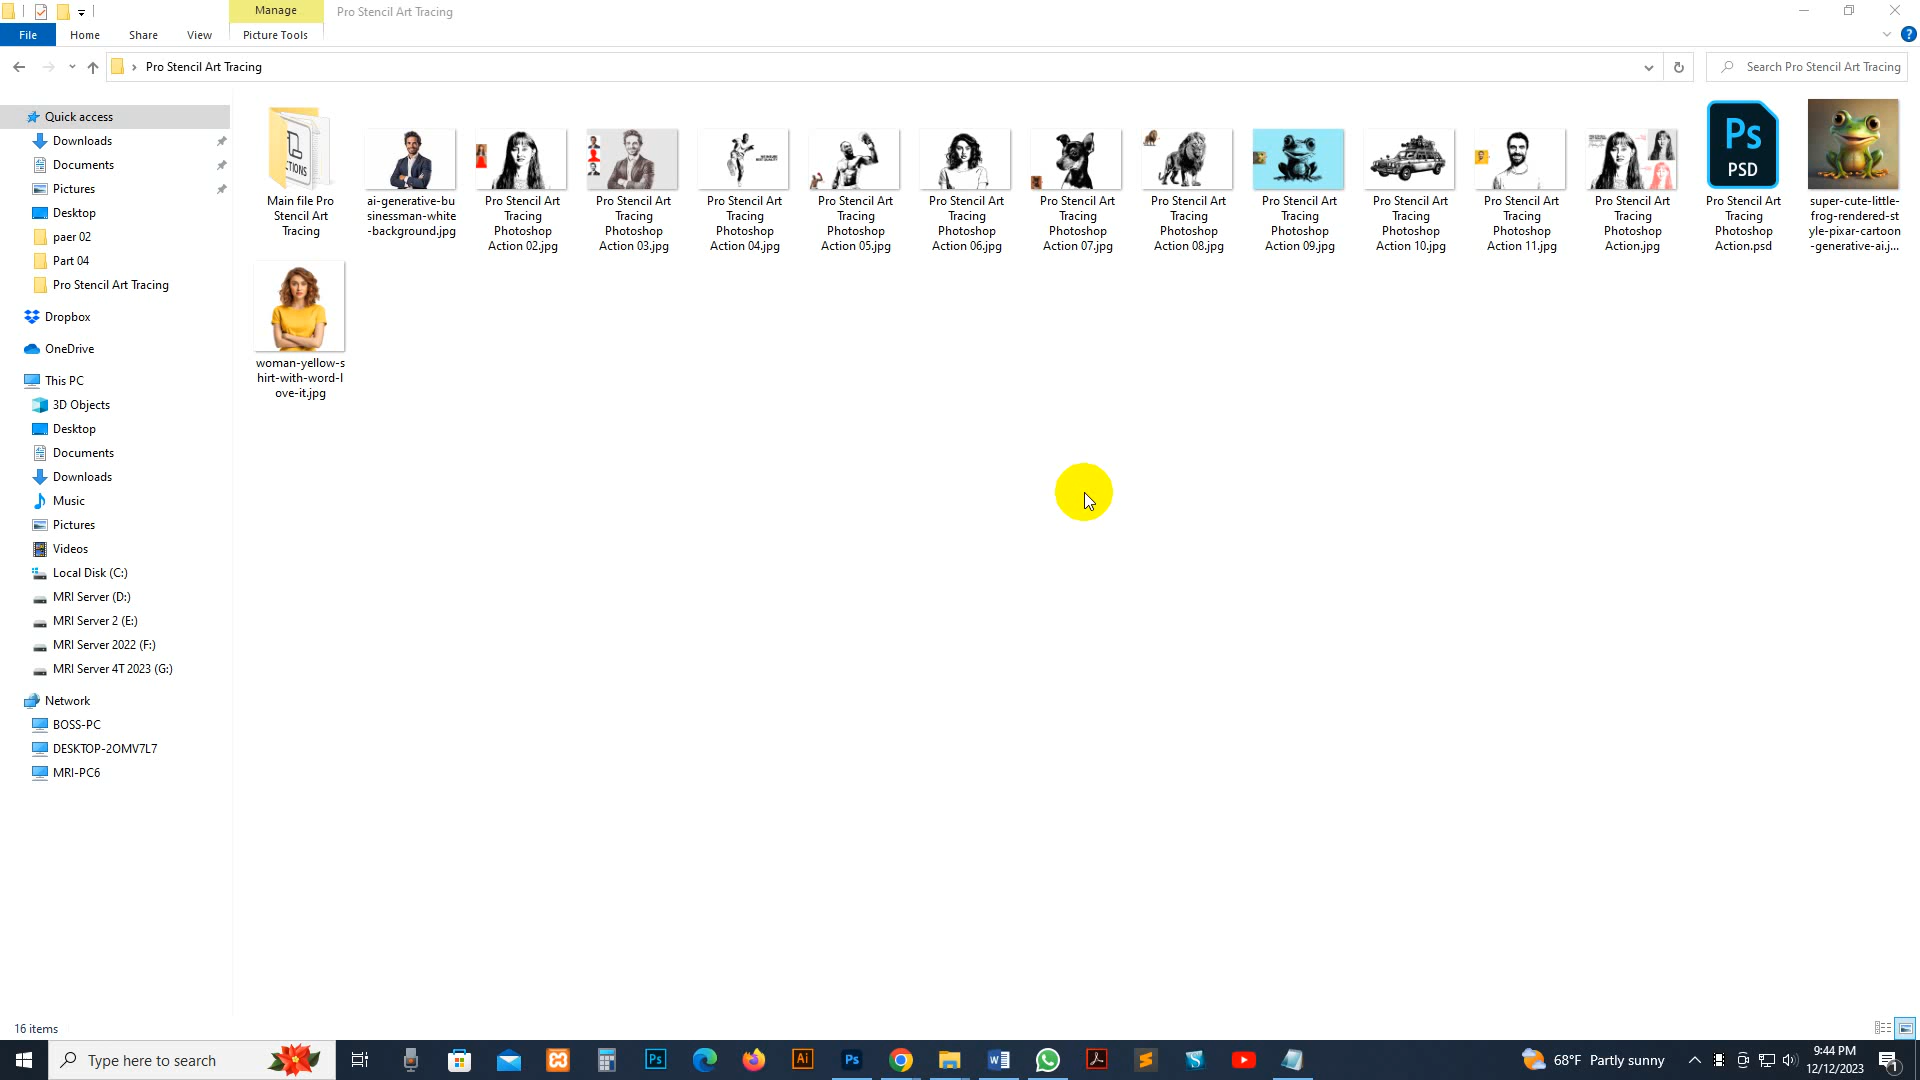 Manage
Pro Stencil Art Tracing
File
Home
Share
View
Picture Tools
Pro Stencil Art Tracing
Search Pro Stencil Art Tracing
Quick access
Downloads
Documents
Pictures
Desktop
paer 02
Part 04
Pro Stencil Art Tracing
Dropbox
OneDrive
This PC
3D Objects
Desktop
Documents
Downloads
Music
Pictures
Videos
Local Disk (C:)
MRI Server (D:)
MRI Server 2 (E:)
MRI Server 2022 (F:)
MRI Server 4T 2023 (G:)
Network
BOSS-PC
DESKTOP-2OMV7L7
MRI-PC6
Main file Pro
Stencil Art
Tracing
ai-generative-bu
sinessman-white
-background.jpg
Pro Stencil Art
Tracing
Photoshop
Action 02.jpg
Pro Stencil Art
Tracing
Photoshop
Action 03.jpg
Pro Stencil Art
Tracing
Photoshop
Action 04.jpg
Pro Stencil Art
Tracing
Photoshop
Action 05.jpg
Pro Stencil Art
Tracing
Photoshop
Action 06.jpg
Pro Stencil Art
Tracing
Photoshop
Action 07.jpg
Pro Stencil Art
Tracing
Photoshop
Action 08.jpg
Pro Stencil Art
Tracing
Photoshop
Action 09.jpg
Pro Stencil Art
Tracing
Photoshop
Action 10.jpg
Pro Stencil Art
Tracing
Photoshop
Action 11.jpg
Pro Stencil Art
Tracing
Photoshop
Action.jpg
Ps
PSD
Pro Stencil Art
Tracing
Photoshop
Action.psd
super-cute-little-
frog-rendered-st
yle-pixar-cartoon
-generative-ai.j...
woman-yellow-s
hirt-with-word-l
ove-it.jpg
16 items
Type here to search
Ps
Ai
Ps
68°F Partly sunny
9:44 PM
12/12/2023
1